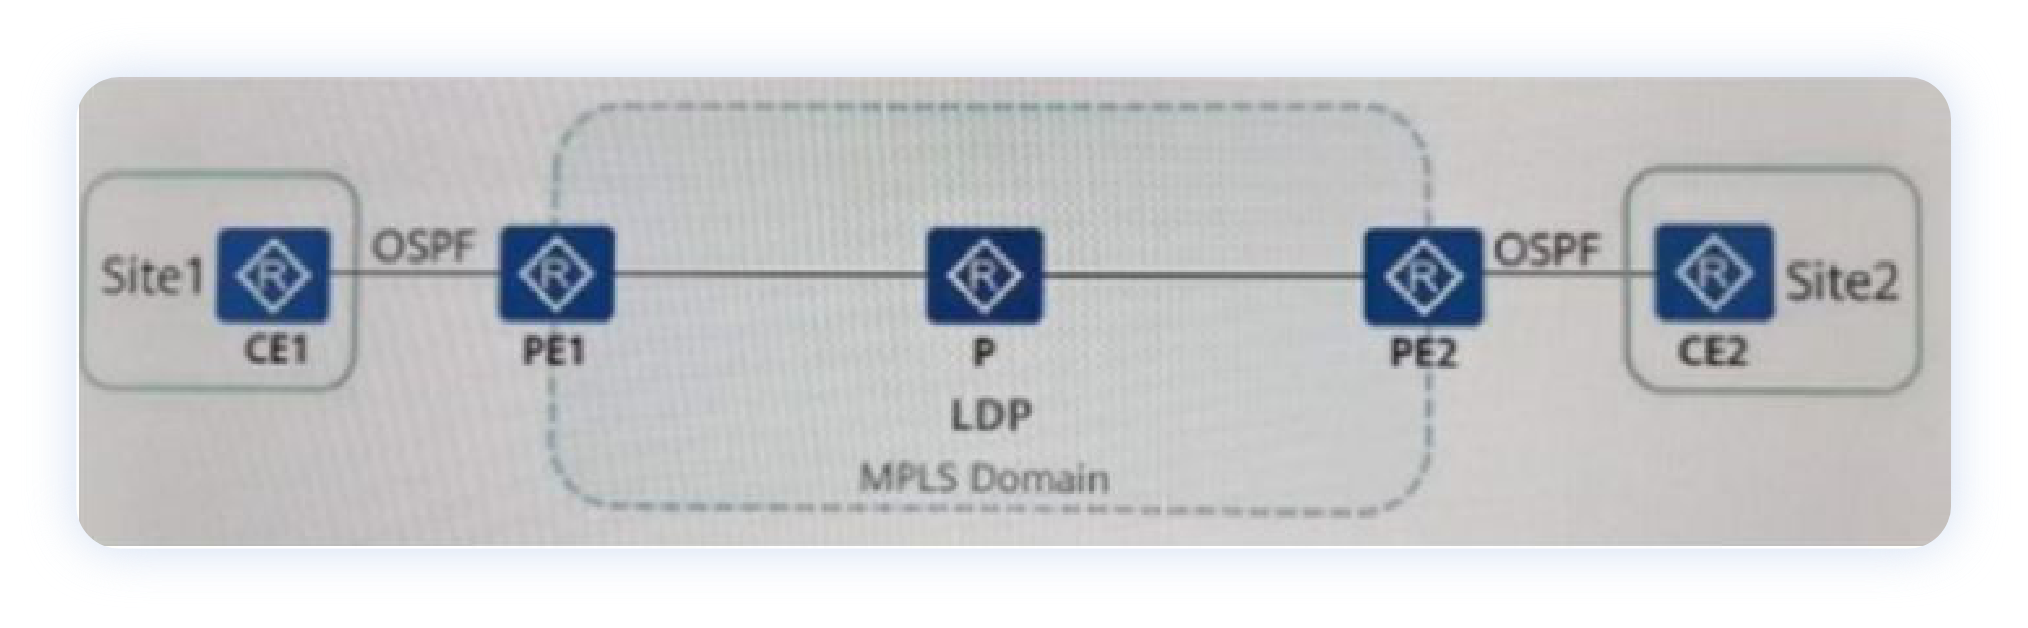 Site1
R
CE1
OSPF
R
PE1
R
P
LDP
MPLS Domain
R
PE2
OSPF
R
CE2
Site2